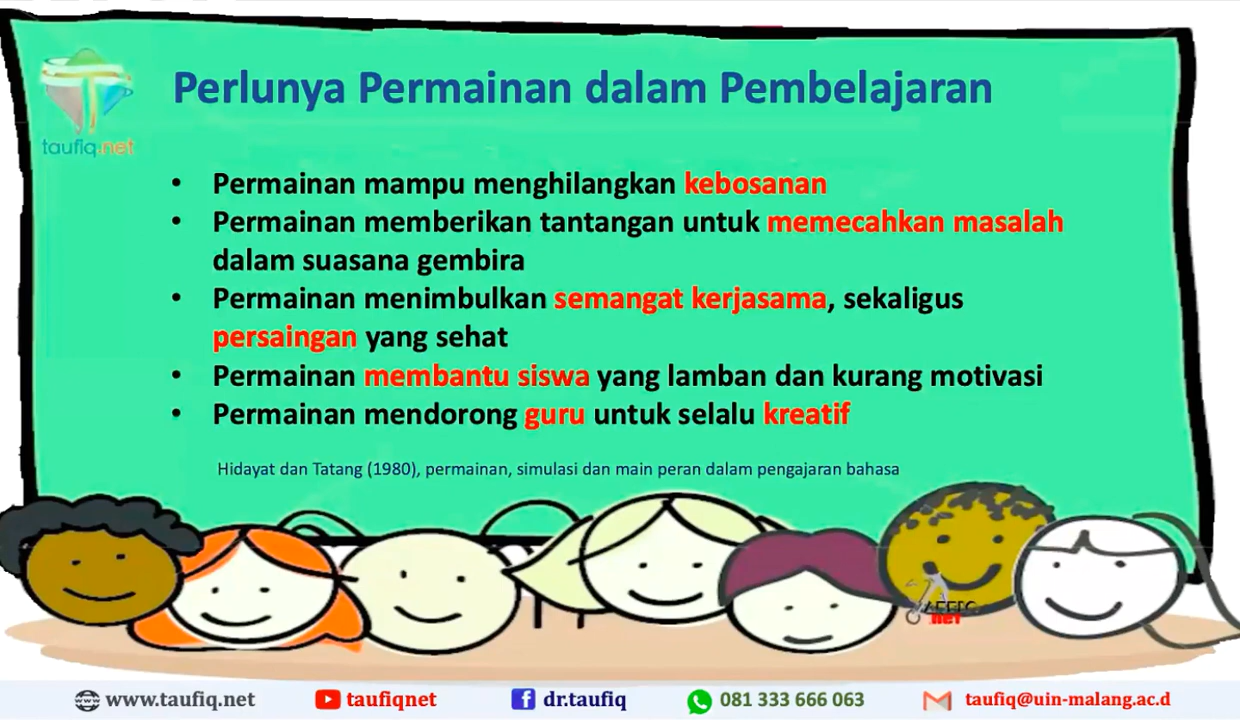 taufiq.net
Perlunya Permainan dalam Pembelajaran
• Permainan mampu menghilangkan kebosanan
• Permainan memberikan tantangan untuk memecahkan masalah
dalam suasana gembira
• Permainan menimbulkan semangat kerjasama, sekaligus
persaingan yang sehat
• Permainan membantu siswa yang lamban dan kurang motivasi
• Permainan mendorong guru untuk selalu kreatif
Hidayat dan Tatang (1980), permainan, simulasi dan main peran dalam pengajaran bahasa
net
www.taufiq.net taufiqnet dr.taufiq 081 333 666 063 taufiq@uin-malang.ac.d